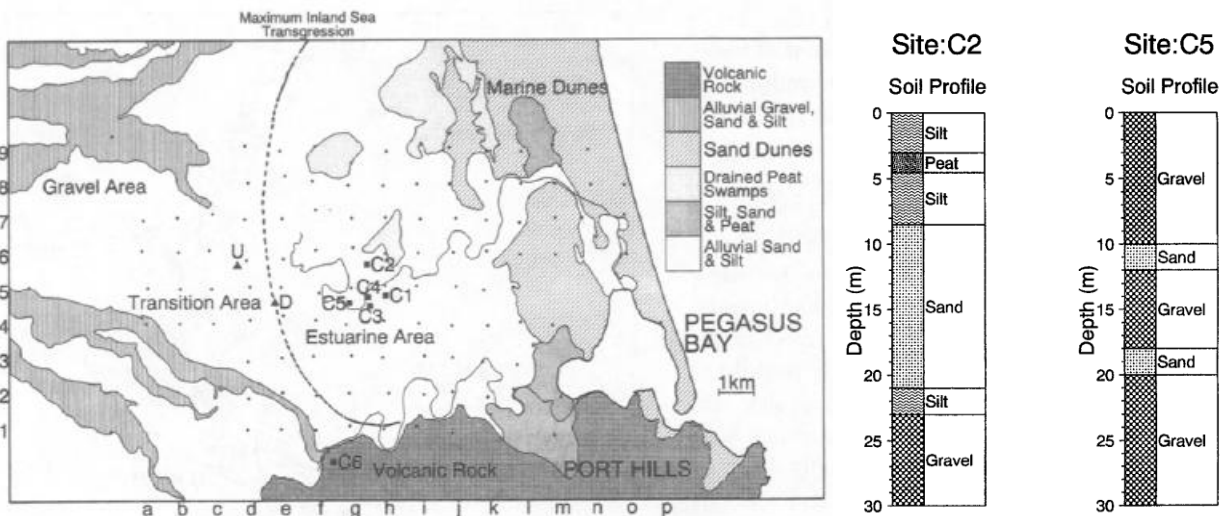 Maximum Inland Sea
Transgression
Marine Dunes
Volcanic
Rock
Alluvial Gravel,
Sand & Silt
Sand Dunes
Drained Peat
Swamps
Silt, Sand
& Peat
Alluvial Sand
& Silt
Gravel Area
U
C2
C4
C1
C5
C3
D
Transition Area
Estuarine Area
PEGASUS
BAY
1km
C6
Volcanic Rock
PORT HILLS
9
8
7
6
5
4
3
2
1
a b c d e f g h i j k l m n o p
Site:C2
Soil Profile
0
5
10
15
20
25
30
Depth (m)
Silt
Peat
Silt
Sand
Silt
Gravel
Site:C5
Soil Profile
0
10
20
30
Depth (m)
Gravel
Sand
Gravel
Sand
Gravel